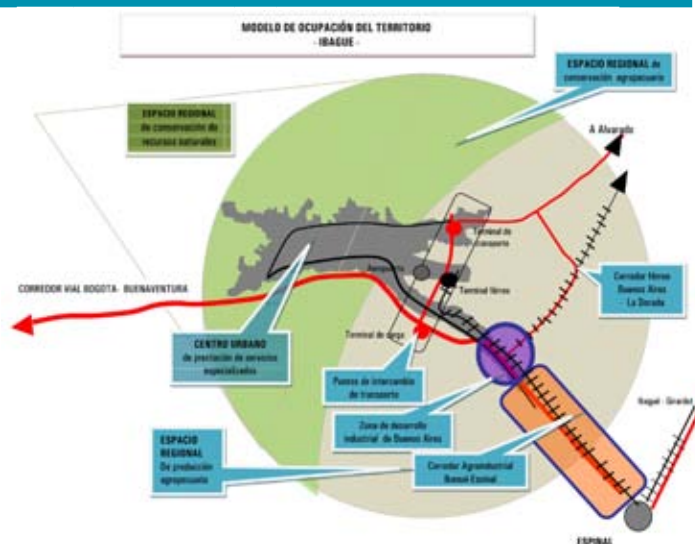 MODELO DE OCUPACIÓN DEL TERRITORIO
- IBAGUE -
ESPACIO REGIONAL de
conservación agropecuario
ESPACIO REGIONAL
de conservación de
recursos naturales
A Alvarado
Terminal de
transporte
Aeropuerto
Terminal férreo
CORREDOR VIAL BOGOTA- BUENAVENTURA
Corredor férreo
Buenos Aires
- La Dorada
CENTRO URBANO
de prestación de servicios
especializados
Terminal de carga
Puntos de intercambio
de transporte
Zona de desarrollo
industrial de Buenos Aires
- Girardot
ESPACIO
REGIONAL
De producción
agropecuaria
Corredor Agroindustrial
Espinal
ESPINAL